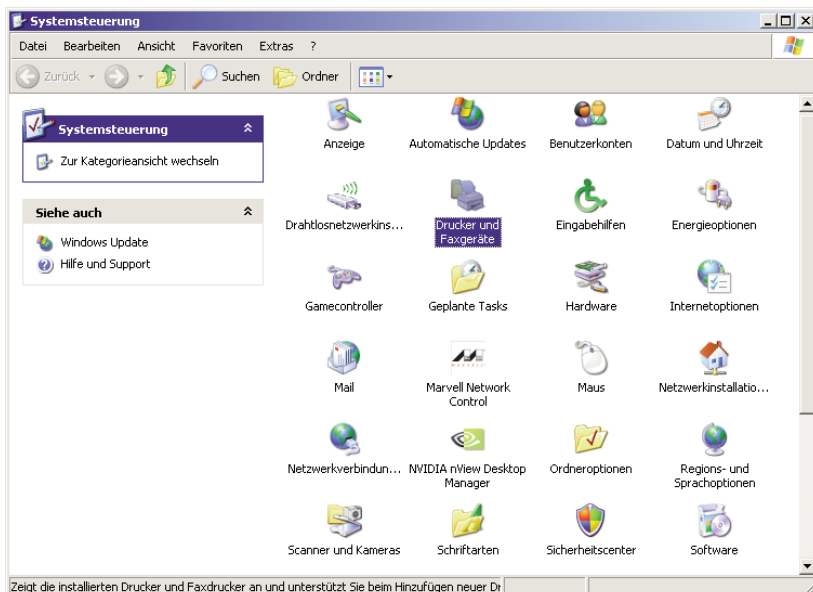 Systemsteuerung
Datei Bearbeiten Ansicht Favoriten Extras ?
Zurück Suchen Ordner
Systemsteuerung
Zur Kategorieansicht wechseln
Siehe auch
Windows Update
Hilfe und Support
Anzeige
Automatische Updates
Benutzerkonten
Datum und Uhrzeit
Drahtlosnetzwerkins...
Drucker und
Faxgeräte
Eingabehilfen
Energieoptionen
Gamecontroller
Geplante Tasks
Hardware
Internetoptionen
Mail
MARVELL
Marvell Network
Control
Maus
Netzwerkinstallatio...
Netzwerkverbindun...
NVIDIA nView Desktop
Manager
Ordneroptionen
Regions- und
Sprachoptionen
Scanner und Kameras
Schriftarten
Sicherheitscenter
Software
Zeigt die installierten Drucker und Faxdrucker an und unterstützt Sie beim Hinzufügen neuer